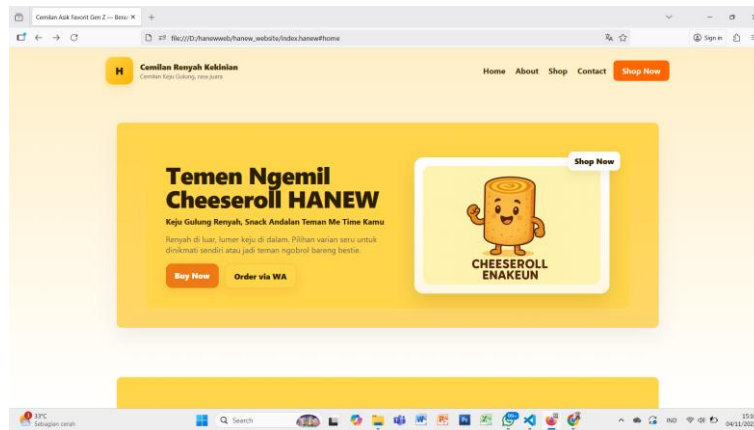 Cemilan Asik Favorit Gen Z — Rener
file:///D:/hanewweb/hanew_website/index.hanew#home
Sign in
H
Cemilan Renyah Kekinian
Cemilan Keju Gulung, rasa juara
Home About Shop Contact Shop Now
Shop Now
Temen Ngemil
Cheeseroll HANEW
Keju Gulung Renyah, Snack Andalan Teman Me Time Kamu
Renyah di luar, lumer keju di dalam. Pilihan varian seru untuk
dinikmati sendiri atau jadi teman ngobrol bareng bestie.
Buy Now Order via WA
CHEESEROLL
ENAKEUN
33°C
Sebagian cerah
Search
IND